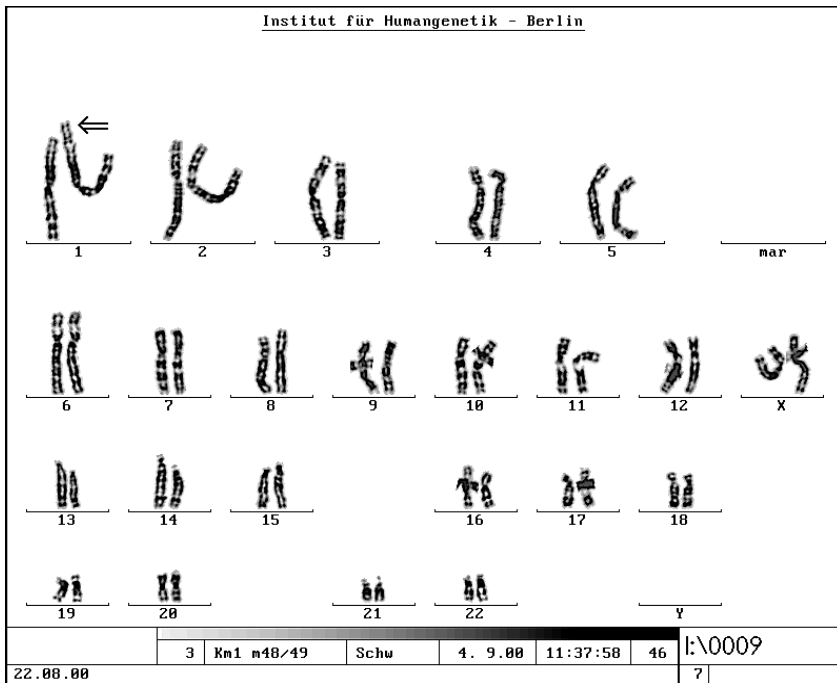 Institut für Humangenetik - Berlin
1 2 3 4 5 mar
6 7 8 9 10 11 12 X
13 14 15 16 17 18
19 20 21 22 Y
3 Km1 m48/49 Schw 4. 9.00 11:37:58 46 I:\0009
22.08.00 7